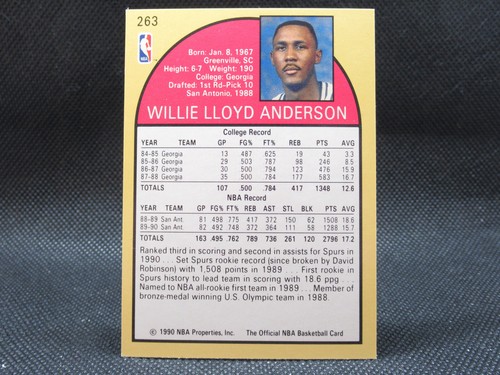 263
NBA
Born: Jan. 8, 1967
Greenville, SC
Height: 6-7 Weight: 190
College: Georgia
Drafted: 1st Rd-Pick 10
San Antonio, 1988
WILLIE LLOYD ANDERSON
College Record
YEAR TEAM GP FG% FT% REB PTS AVG
84-85 Georgia 13 487 625 19 43 3.3
85-86 Georgia 29 503 787 98 246 8.5
86-87 Georgia 30 500 794 123 476 15.9
87-88 Georgia 35 500 784 177 583 16.7
TOTALS 107 .500 .784 417 1348 12.6
NBA Record
YEAR TEAM GP FG% FT% REB AST STL BLK PTS AVG
88-89 San Ant. 81 498 775 417 372 150 62 1508 18.6
89-90 San Ant. 82 492 748 372 364 111 58 1288 15.7
TOTALS 163 .495 .762 789 736 261 120 2796 17.2
Ranked third in scoring and second in assists for Spurs in
1990 . . . Set Spurs rookie record (since broken by David
Robinson) with 1,508 points in 1989 . . . First rookie in
Spurs history to lead team in scoring with 18.6 ppg . . .
Named to NBA all-rookie first team in 1989 . . . Member of
bronze-medal winning U.S. Olympic team in 1988.
© 1990 NBA Properties, Inc. The Official NBA Basketball Card